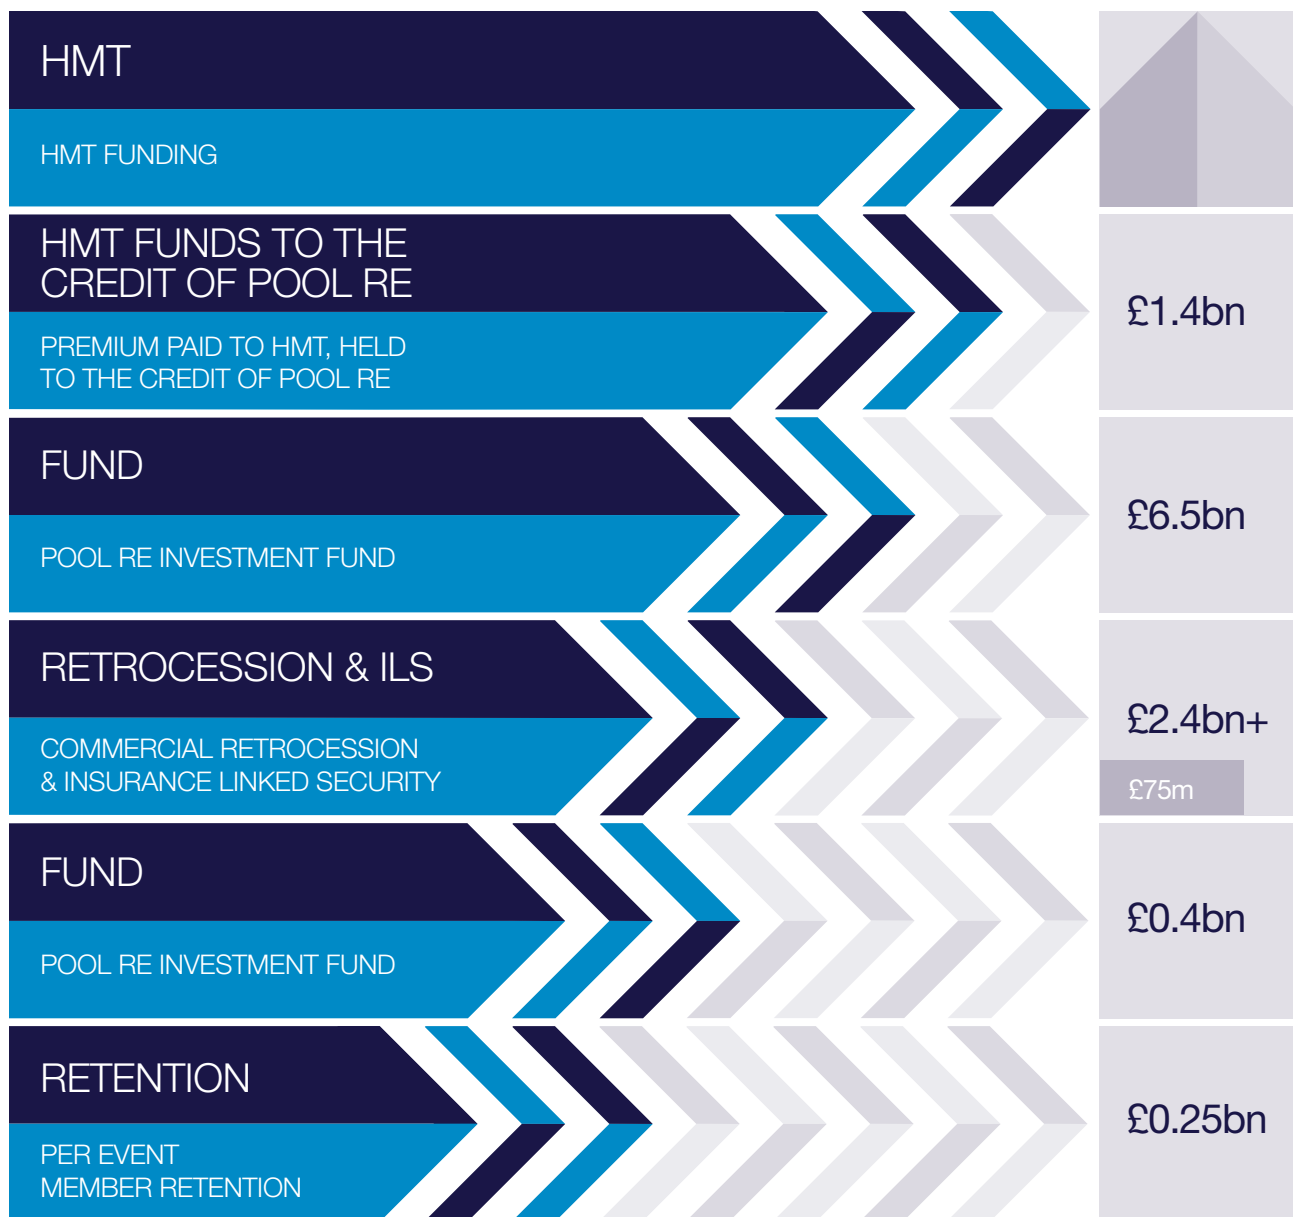 HMT
HMT FUNDING
HMT FUNDS TO THE
CREDIT OF POOL RE
PREMIUM PAID TO HMT, HELD
TO THE CREDIT OF POOL RE
£1.4bn
FUND
POOL RE INVESTMENT FUND
£6.5bn
RETROCESSION & ILS
COMMERCIAL RETROCESSION
& INSURANCE LINKED SECURITY
£2.4bn+
£75m
FUND
POOL RE INVESTMENT FUND
£0.4bn
RETENTION
PER EVENT
MEMBER RETENTION
£0.25bn